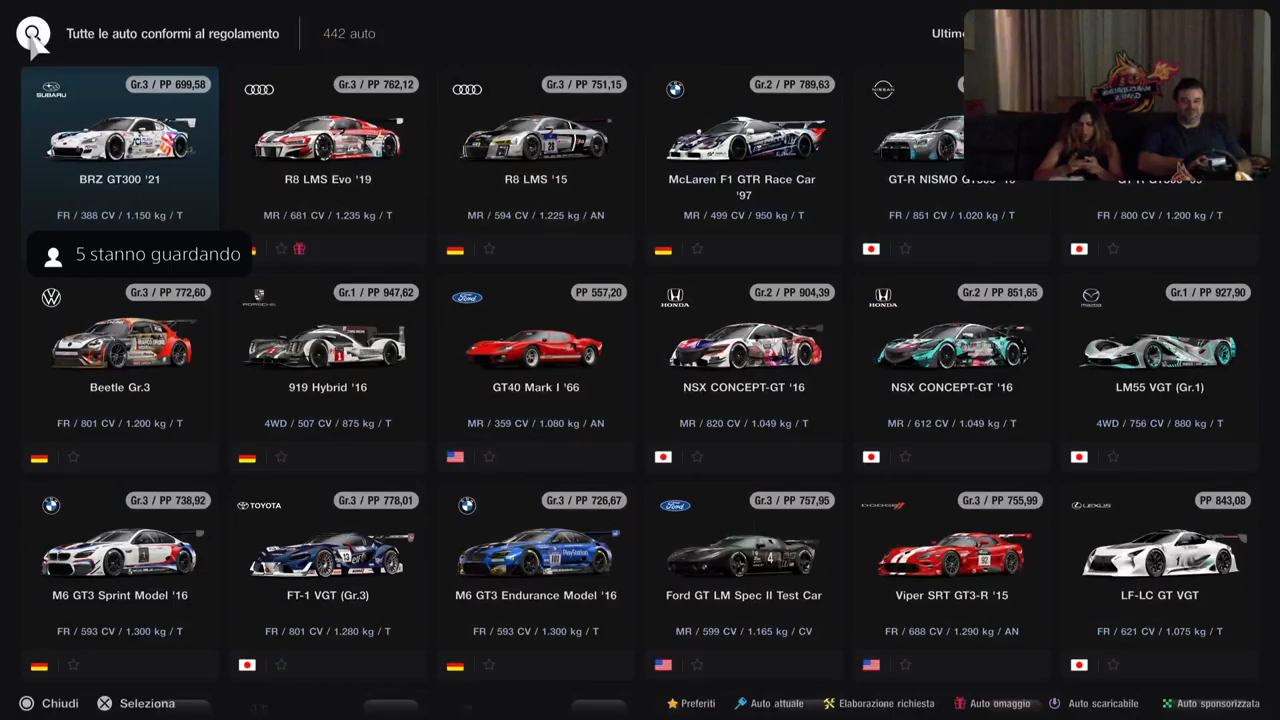 Tutte le auto conformi al regolamento
442 auto
Ultime
SUBARU
Gr.3 / PP 699,58
BRZ GT300 '21
FR / 388 CV / 1.150 kg / T
Gr.3 / PP 762,12
R8 LMS Evo '19
MR / 681 CV / 1.235 kg / T
Gr.3 / PP 751,15
R8 LMS '15
MR / 594 CV / 1.225 kg / AN
Gr.2 / PP 789,63
McLaren F1 GTR Race Car
'97
MR / 499 CV / 950 kg / T
NISSAN
GT-R NISMO GT500
FR / 851 CV / 1.020 kg / T
FR / 800 CV / 1.200 kg / T
5 stanno guardando
Gr.3 / PP 772,60
Beetle Gr.3
FR / 801 CV / 1.200 kg / T
PORSCHE
Gr.1 / PP 947,62
919 Hybrid '16
4WD / 507 CV / 875 kg / T
Ford
PP 557,20
GT40 Mark I '66
MR / 359 CV / 1.080 kg / AN
HONDA
Gr.2 / PP 904,39
NSX CONCEPT-GT '16
MR / 820 CV / 1.049 kg / T
HONDA
Gr.2 / PP 851,65
NSX CONCEPT-GT '16
MR / 612 CV / 1.049 kg / T
mazda
Gr.1 / PP 927,90
LM55 VGT (Gr.1)
4WD / 756 CV / 880 kg / T
Gr.3 / PP 738,92
M6 GT3 Sprint Model '16
FR / 593 CV / 1.300 kg / T
TOYOTA
Gr.3 / PP 778,01
FT-1 VGT (Gr.3)
FR / 801 CV / 1.280 kg / T
Gr.3 / PP 726,67
M6 GT3 Endurance Model '16
FR / 593 CV / 1.300 kg / T
Ford
Gr.3 / PP 757,95
Ford GT LM Spec II Test Car
MR / 599 CV / 1.165 kg / CV
DODGE
Gr.3 / PP 755,99
Viper SRT GT3-R '15
FR / 688 CV / 1.290 kg / AN
LEXUS
PP 843,08
LF-LC GT VGT
FR / 621 CV / 1.075 kg / T
Chiudi
Seleziona
Preferiti
Auto attuale
Elaborazione richiesta
Auto omaggio
Auto scaricabile
Auto sponsorizzata